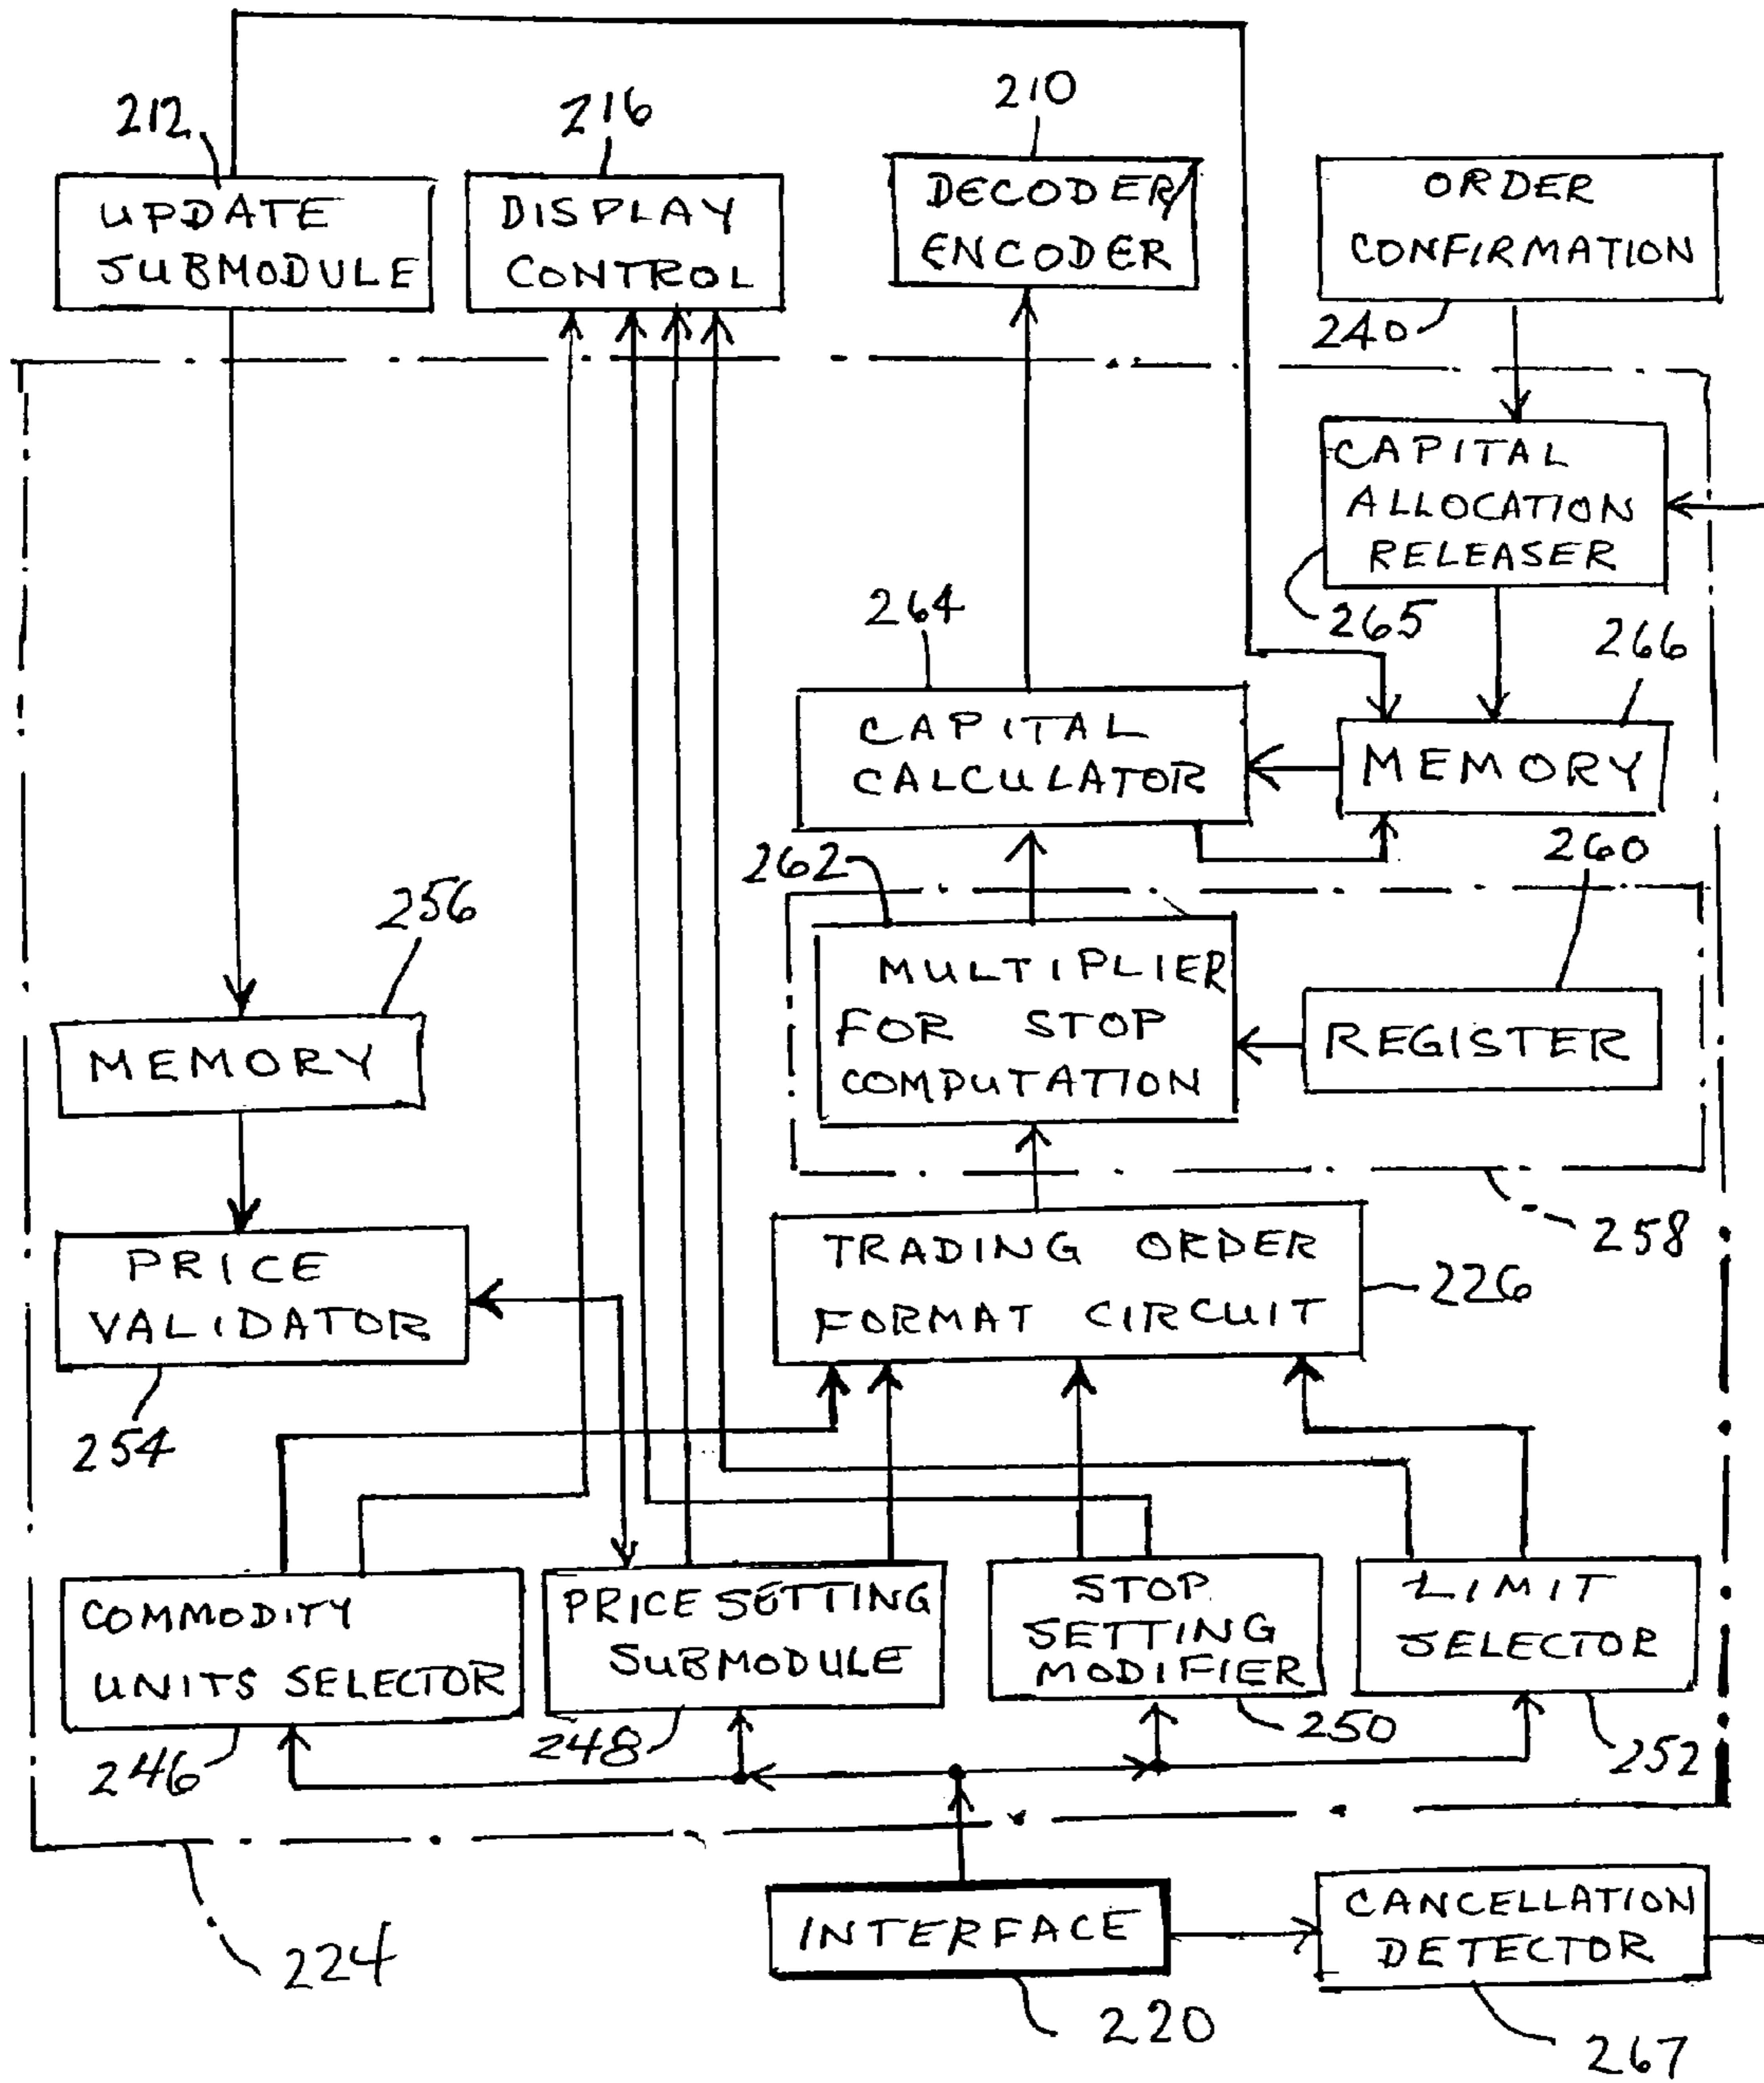 212
216
210
UPDATE
SUBMODULE
DISPLAY
CONTROL
DECODER/
ENCODER
ORDER
CONFIRMATION
240
CAPITAL
ALLOCATION
RELEASER
265
264
266
CAPITAL
CALCULATOR
MEMORY
262
260
256
MULTIPLIER
FOR STOP
COMPUTATION
REGISTER
MEMORY
258
PRICE
VALIDATOR
254
TRADING ORDER
FORMAT CIRCUIT
226
COMMODITY
UNITS SELECTOR
246
PRICE SETTING
SUBMODULE
248
STOP
SETTING
MODIFIER
250
LIMIT
SELECTOR
252
224
INTERFACE
220
CANCELLATION
DETECTOR
267